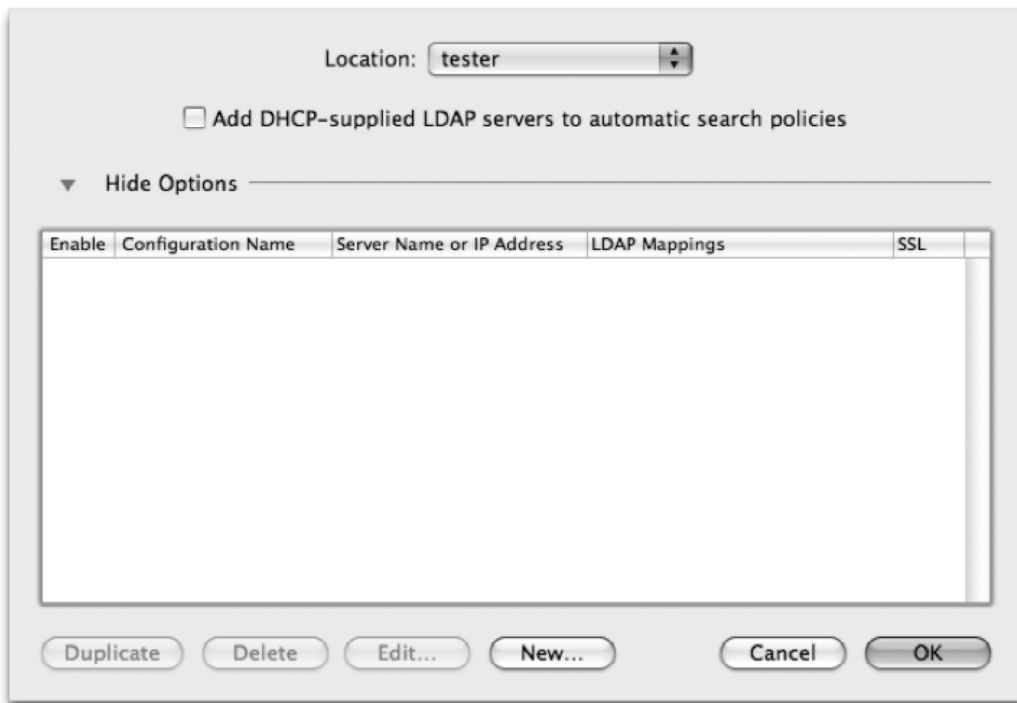 Location: tester
Add DHCP-supplied LDAP servers to automatic search policies
Hide Options
Enable Configuration Name Server Name or IP Address LDAP Mappings SSL
Duplicate Delete Edit... New... Cancel OK